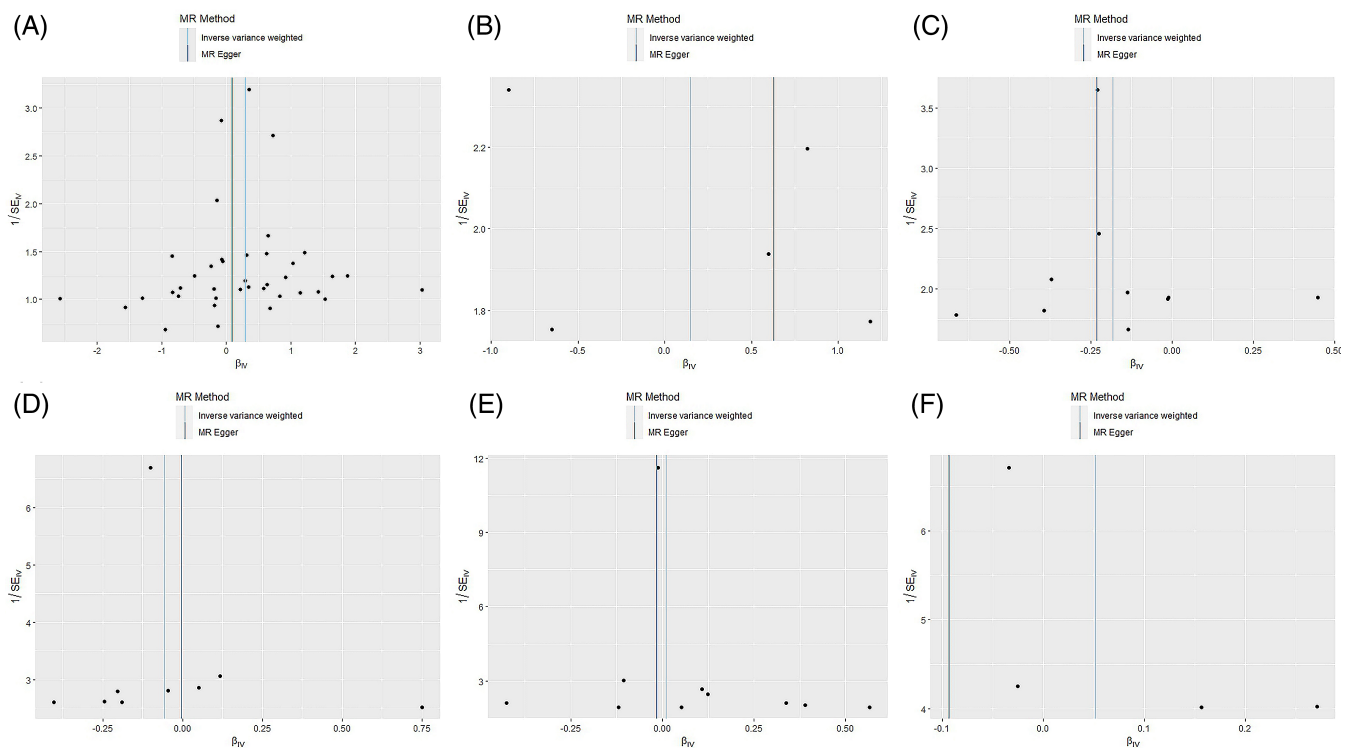 (A)
MR Method
Inverse variance weighted
MR Egger
3.0
2.5
2.0
1.5
1.0
1/SE_IV
-2 -1 0 1 2 3
β_IV
(B)
MR Method
Inverse variance weighted
MR Egger
2.2
2.0
1.8
1/SE_IV
-1.0 -0.5 0.0 0.5 1.0
β_IV
(C)
MR Method
Inverse variance weighted
MR Egger
3.5
3.0
2.5
2.0
1/SE_IV
-0.50 -0.25 0.00 0.25 0.50
β_IV
(D)
MR Method
Inverse variance weighted
MR Egger
6
5
4
3
1/SE_IV
-0.25 0.00 0.25 0.50 0.75
β_IV
(E)
MR Method
Inverse variance weighted
MR Egger
12
9
6
3
1/SE_IV
-0.25 0.00 0.25 0.50
β_IV
(F)
MR Method
Inverse variance weighted
MR Egger
6
5
4
1/SE_IV
-0.1 0.0 0.1 0.2
β_IV